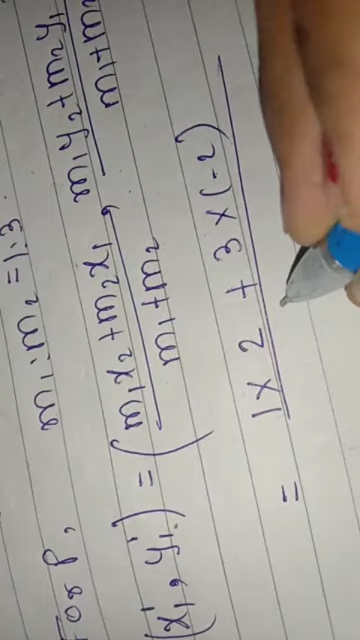 For P,    m₁:m₂ = 1:3
(x₁', y₁') = ( (m₁x₂+m₂x₁)/(m₁+m₂) , (m₁y₂+m₂y₁)/(m₁+m₂)
= 1×2 + 3×(-2)